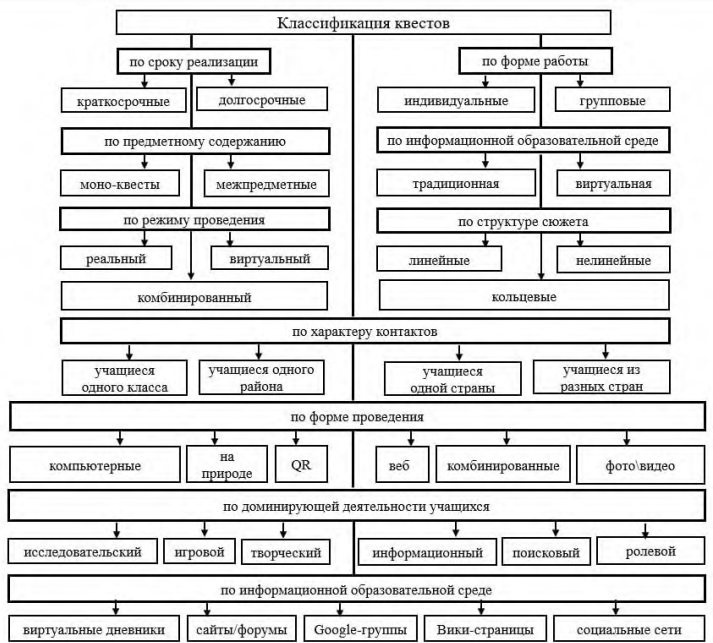 Классификация квестов
по сроку реализации
по форме работы
краткосрочные
долгосрочные
индивидуальные
групповые
по предметному содержанию
по информационной образовательной среде
моно-квесты
межпредметные
традиционная
виртуальная
по режиму проведения
по структуре сюжета
реальный
виртуальный
линейные
нелинейные
комбинированный
кольцевые
по характеру контактов
учащиеся
одного класса
учащиеся одного
района
учащиеся
одной страны
учащиеся из
разных стран
по форме проведения
компьютерные
на
природе
QR
веб
комбинированные
фото\видео
по доминирующей деятельности учащихся
исследовательский
игровой
творческий
информационный
поисковый
ролевой
по информационной образовательной среде
виртуальные дневники
сайты/форумы
Google-группы
Вики-страницы
социальные сети